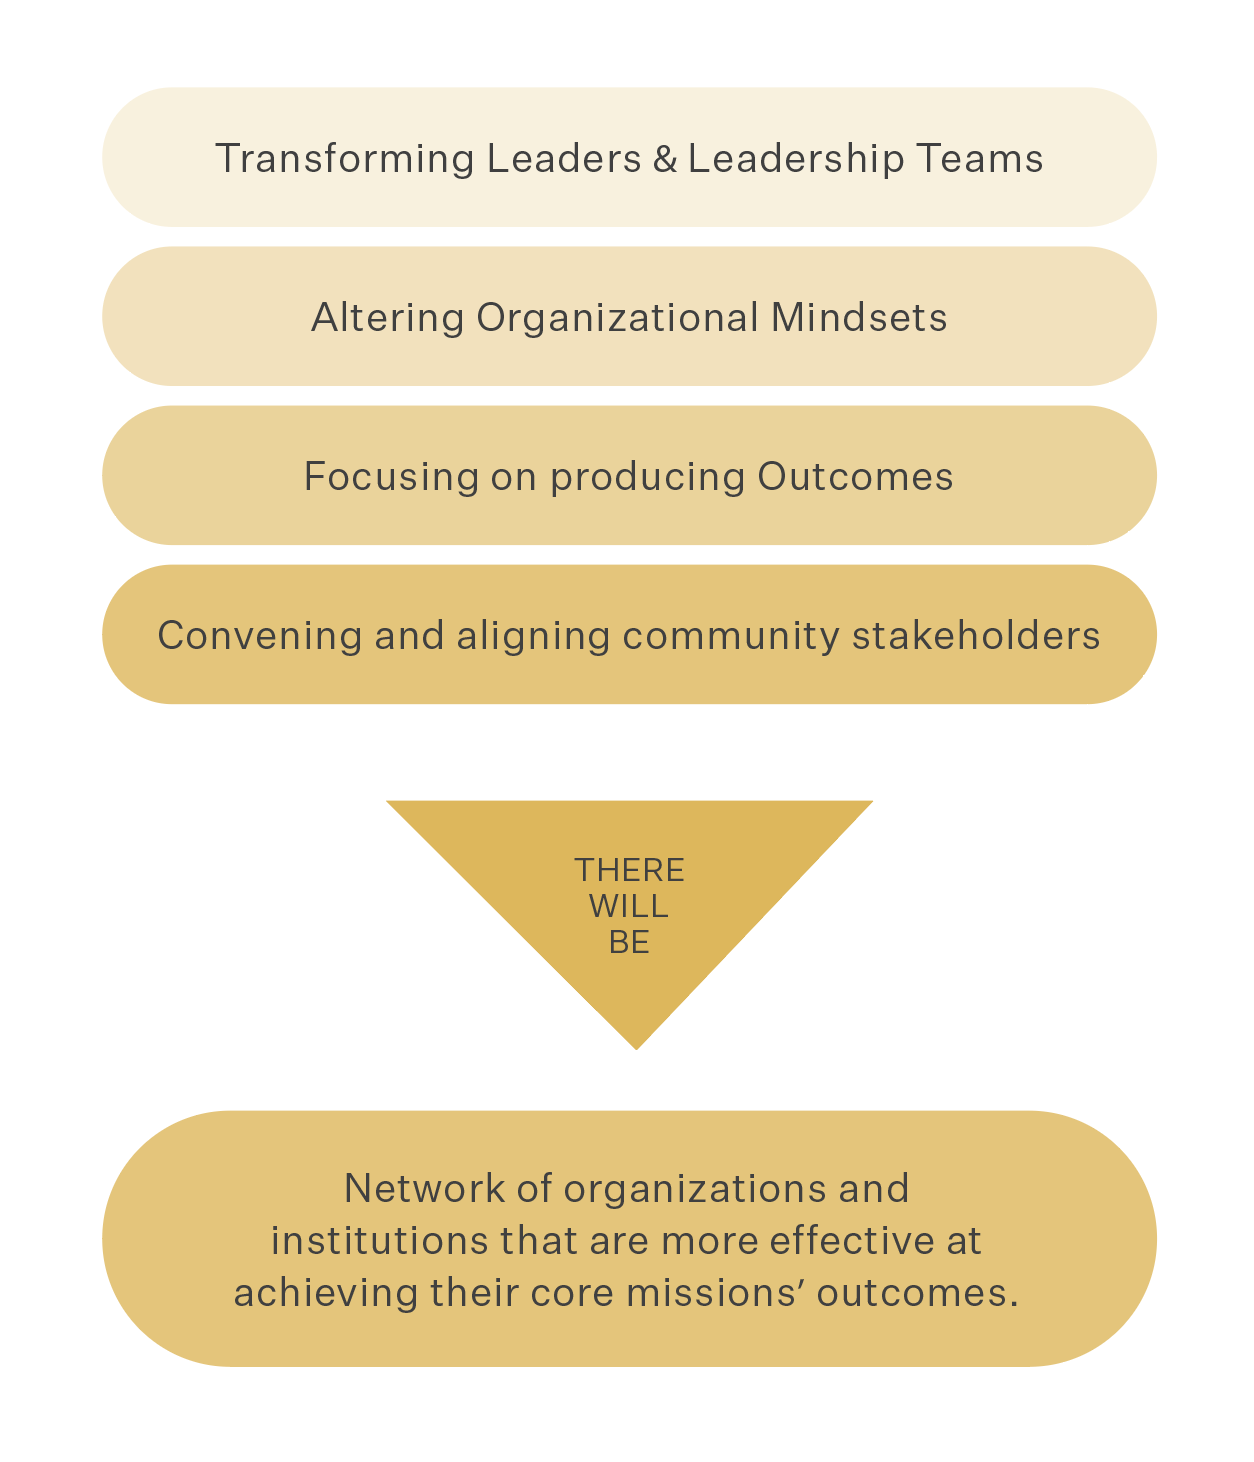 Transforming Leaders & Leadership Teams
Altering Organizational Mindsets
Focusing on producing Outcomes
Convening and aligning community stakeholders
THERE
WILL
BE
Network of organizations and
institutions that are more effective at
achieving their core missions’ outcomes.